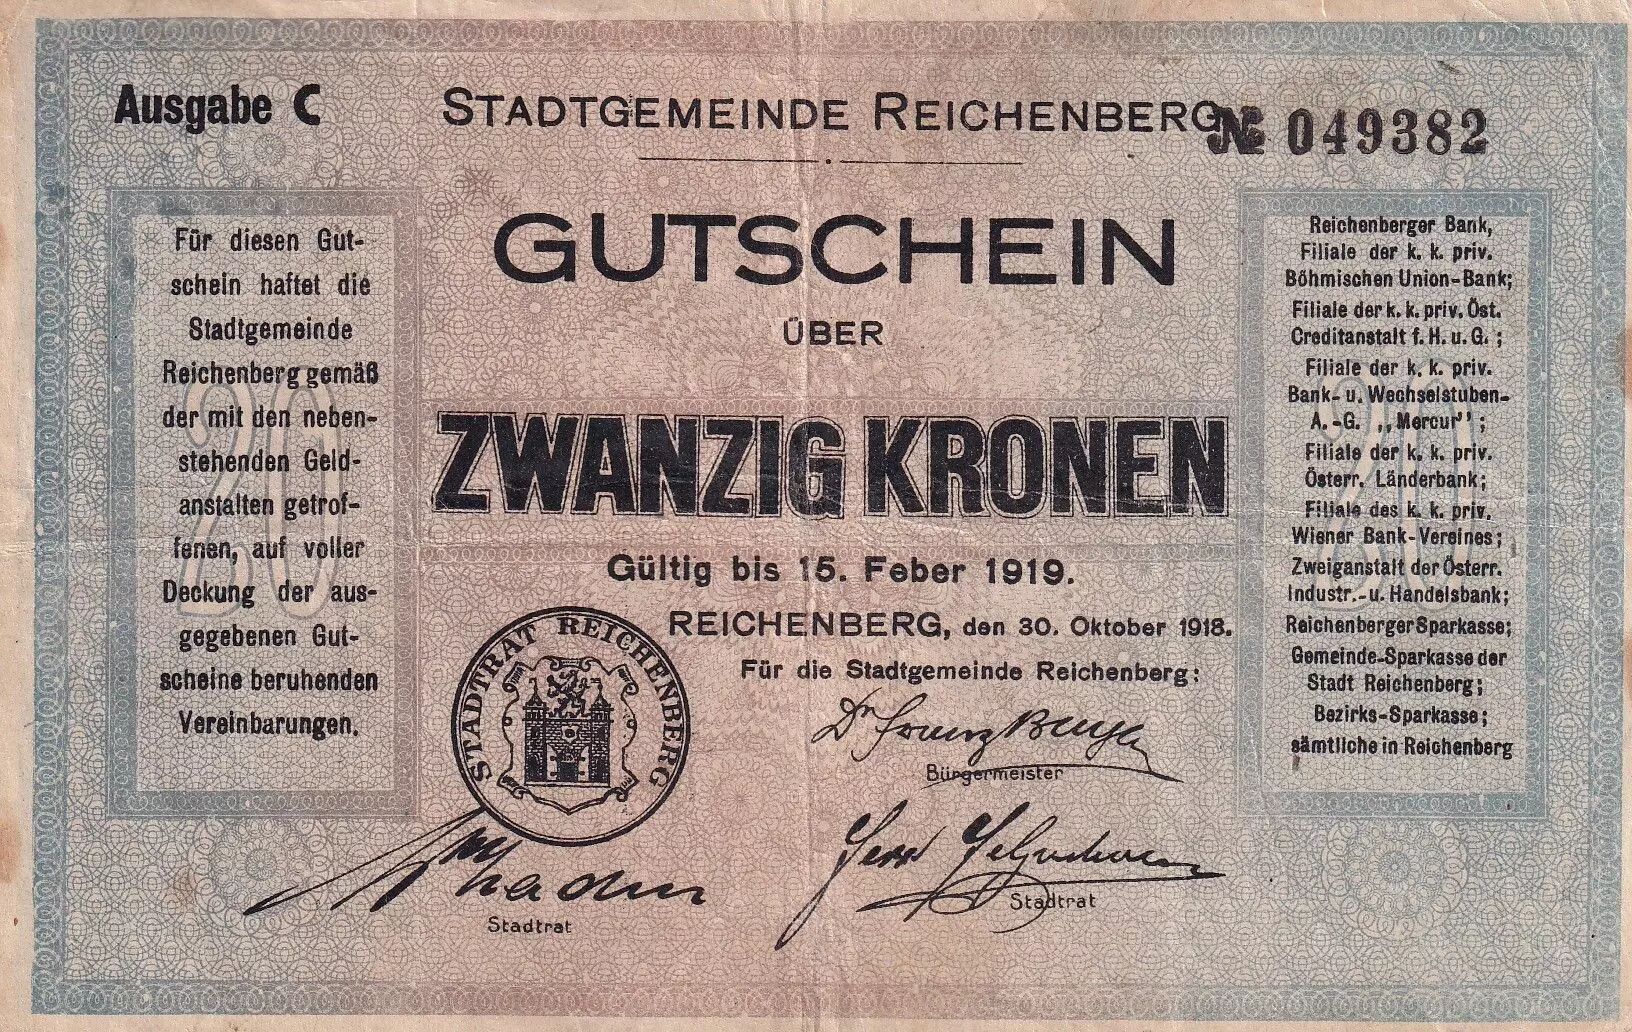 Ausgabe C
STADTGEMEINDE REICHENBERG
№ 049382
Für diesen Gut-
schein haftet die
Stadtgemeinde
Reichenberg gemäß
der mit den neben-
stehenden Geld-
anstalten getrof-
fenen, auf voller
Deckung der aus-
gegebenen Gut-
scheine beruhenden
Vereinbarungen.
20
GUTSCHEIN
ÜBER
ZWANZIG KRONEN
Gültig bis 15. Feber 1919.
REICHENBERG, den 30. Oktober 1918.
Für die Stadtgemeinde Reichenberg:
STADTRAT REICHENBERG
Dr Franz
Bürgermeister
Stadtrat
Stadtrat
Reichenberger Bank,
Filiale der k. k. priv.
Böhmischen Union-Bank;
Filiale der k. k. priv. Öst.
Creditanstalt f. H. u. G. ;
Filiale der k. k. priv.
Bank- u. Wechselstuben-
A. -G. „Mercur" ;
Filiale der k. k. priv.
Österr. Länderbank;
Filiale des k. k. priv.
Wiener Bank-Vereines;
Zweiganstalt der Österr.
Industr.-u. Handelsbank;
Reichenberger Sparkasse;
Gemeinde-Sparkasse der
Stadt Reichenberg;
Bezirks-Sparkasse;
sämtliche in Reichenberg
20